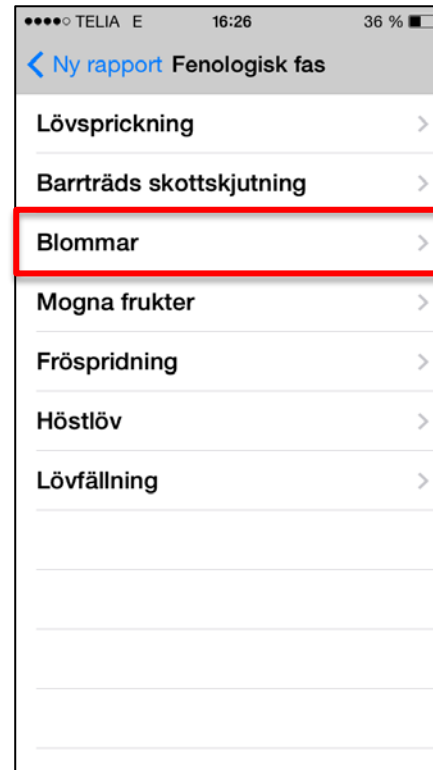 TELIA E 16:26 36 %
Ny rapport Fenologisk fas
Lövsprickning
Barrträds skottskjutning
Blommar
Mogna frukter
Fröspridning
Höstlöv
Lövfällning